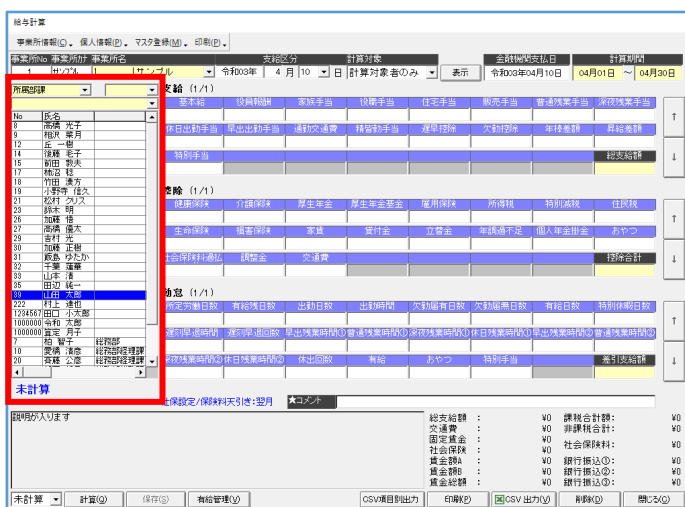 給与計算
事業所情報(C) 個人情報(P) マスタ登録(M) 印刷(P)
事業所No 事業所ｶﾅ 事業所名 支給区分 計算対象 金融機関支払日 計算期間
1 ｻﾝﾌﾟﾙ 1 サンプル 令和03年 4 月 10 日 計算対象者のみ 表示 令和03年04月10日 04月01日 ～ 04月30日
所属部課
支給 (1/1)
基本給 役員報酬 家族手当 役職手当 住宅手当 販売手当 普通残業手当 深夜残業手当
休日出勤手当 早出出勤手当 通勤交通費 精皆勤手当 遅早控除 欠勤控除 年棒差額 昇給差額
特別手当 総支給額
No 氏名
8 高橋 光子
9 相沢 菜月
12 丘 一樹
14 後藤 毛子
15 前田 敦夫
17 柿沼 稔
18 竹田 漢方
19 小野寺 信久
21 松村 クリス
23 鈴木 明
26 加藤 悟
27 高橋 優太
29 吉村 光
30 加藤 正樹
31 飯島 ゆたか
32 千葉 蓮華
33 山本 清
35 田辺 純一
39 山田 太郎
222 村上 達也
1234567 田口 小太郎
1000000 令和 太郎
1000000 算定 月子
7 柏 智子 総務部
10 愛橋 清彦 総務部経理課
20 斉藤 公彦 総務部経理課
控除 (1/1)
健康保険 介護保険 厚生年金 厚生年金基金 雇用保険 所得税 特別減税 住民税
生命保険 損害保険 家賃 貸付金 立替金 年調過不足 個人年金掛金 おやつ
社会保険料過払 調整金 交通費 控除合計
勤怠 (1/1)
所定労働日数 有給残日数 出勤日数 出勤時間 欠勤届有日数 欠勤届無日数 有給日数 特別休暇日数
遅刻早退時間 遅刻早退回数 早出残業時間① 普通残業時間① 深夜残業時間① 休日残業時間① 早出残業時間② 普通残業時間②
深夜残業時間② 休日残業時間② 休出回数 有給 おやつ 特別手当 差引支給額
↑
↓
↑
↓
↑
↓
未計算
社保設定/保険料天引き:翌月 ★コメント
説明が入ります
総支給額 : ¥0 課税合計額: ¥0
交通費 : ¥0 非課税合計: ¥0
固定賃金 : ¥0
社会保険 : ¥0 社会保険料: ¥0
賃金額A : ¥0 銀行振込①: ¥0
賃金額B : ¥0 銀行振込②: ¥0
賃金総額 : ¥0 銀行振込③: ¥0
未計算 計算(Q) 保存(S) 有給管理(V) CSV項目別出力 印刷(P) CSV出力(V) 削除(D) 閉じる(C)